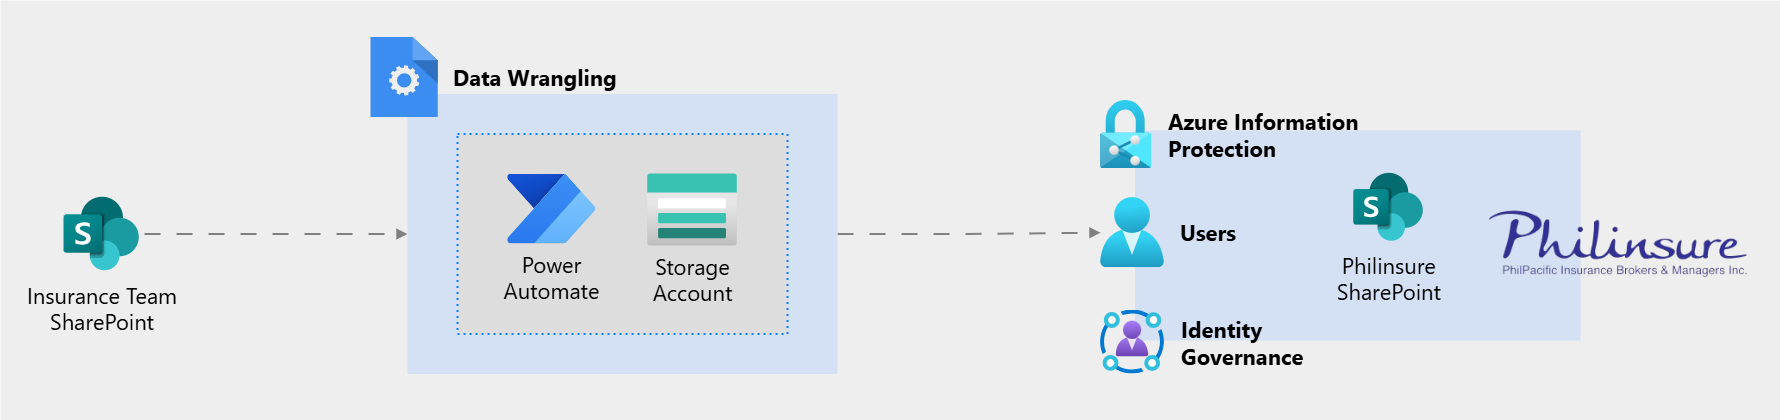 Data Wrangling
Insurance Team
SharePoint
S
Power
Automate
Storage
Account
Azure Information
Protection
Users
Identity
Governance
S
Philinsure
SharePoint
Philinsure
PhilPacific Insurance Brokers & Managers Inc.